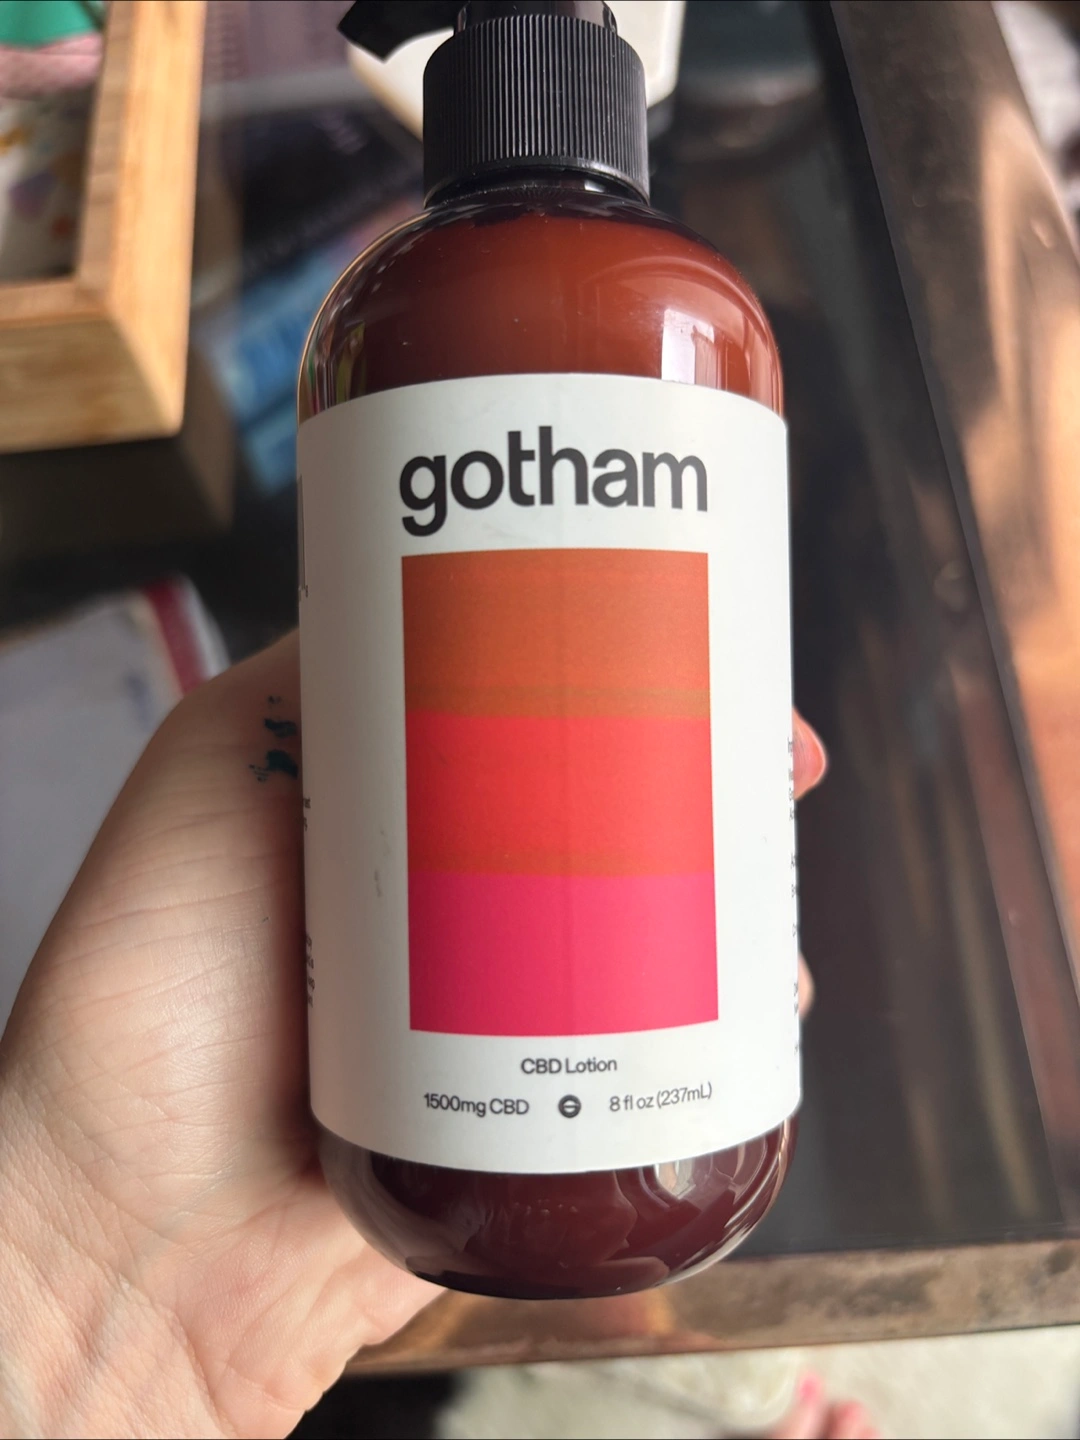 gotham
CBD Lotion
1500mg CBD 8 fl oz (237mL)